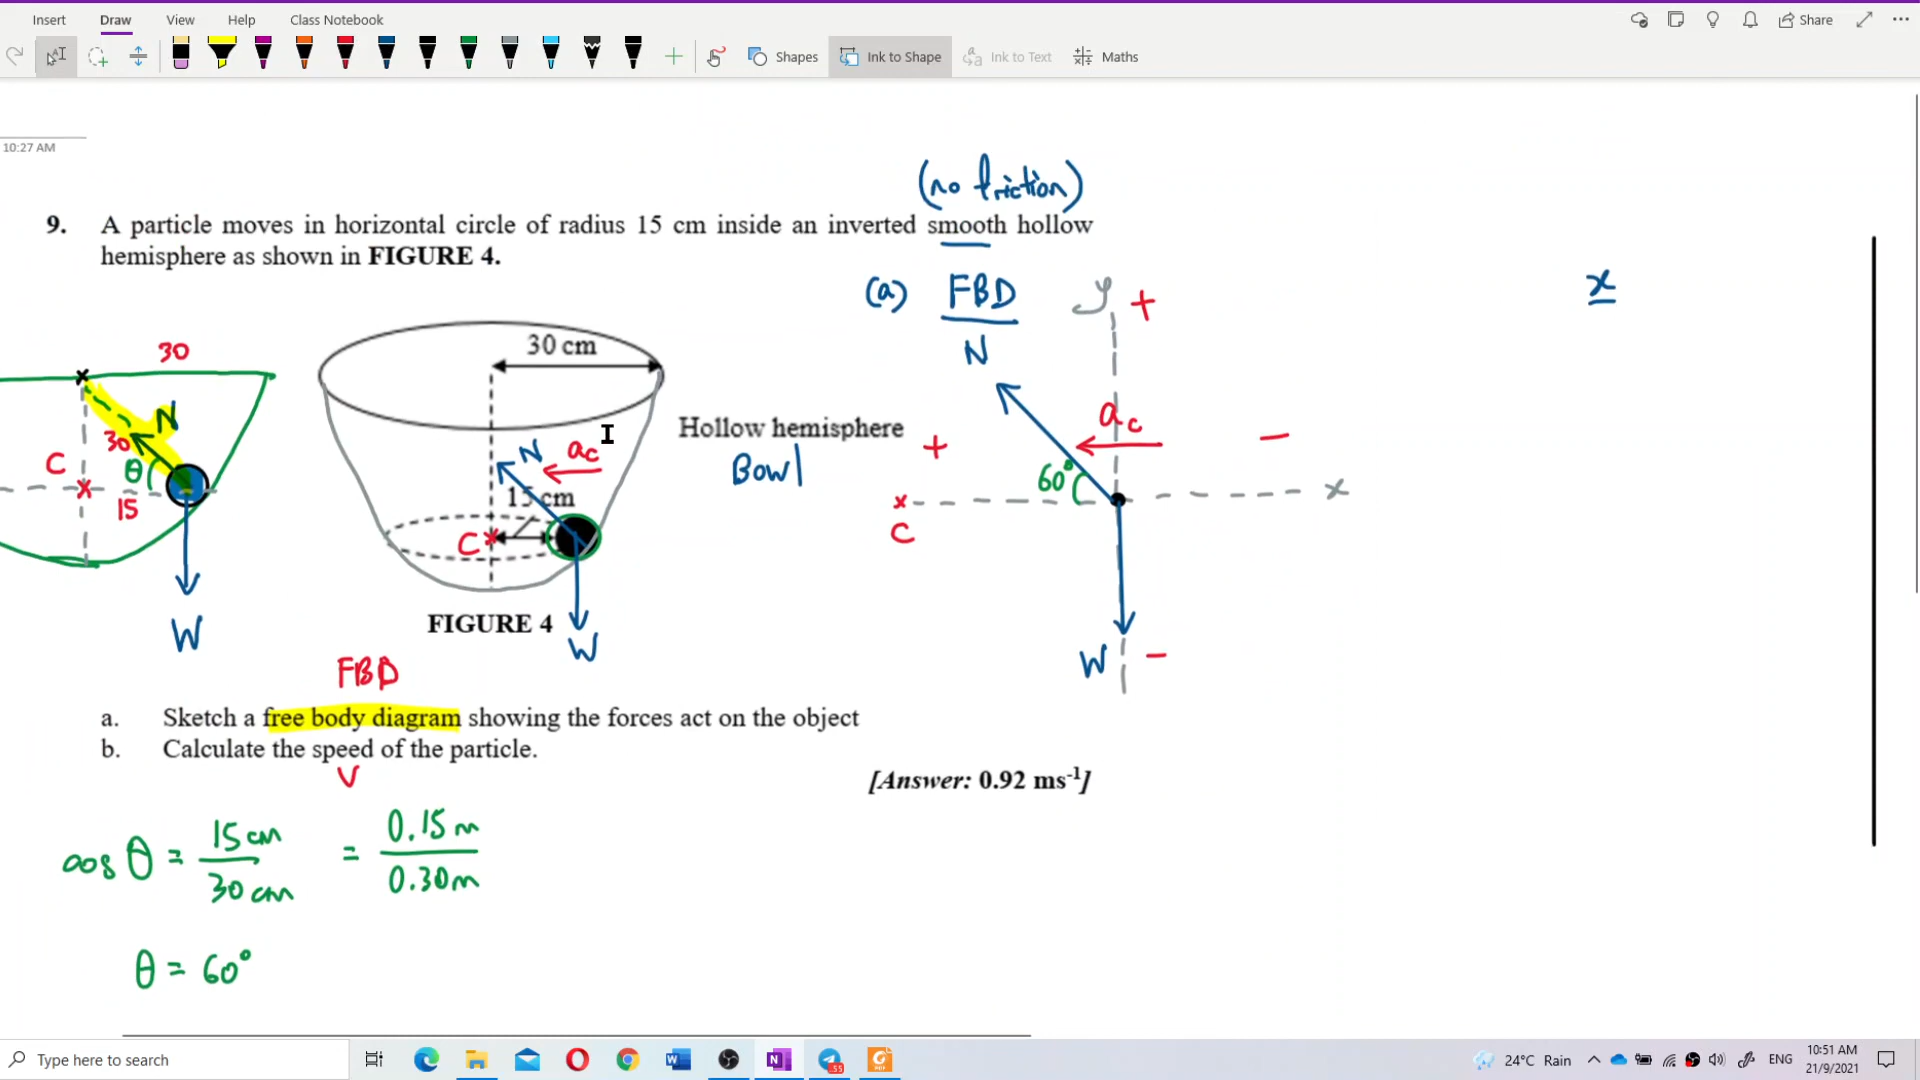 Insert Draw View Help Class Notebook
Share
Shapes Ink to Shape Ink to Text Maths
10:27 AM
(no friction)
9. A particle moves in horizontal circle of radius 15 cm inside an inverted smooth hollow
hemisphere as shown in FIGURE 4.
(a) FBD
y +
x
N
30
N
30
θ
C
15
W
30 cm
N
ac
15 cm
C
W
Hollow hemisphere
Bowl
FIGURE 4
ac
+
−
60°
x
C
W −
FBD
a. Sketch a free body diagram showing the forces act on the object
b. Calculate the speed of the particle.
V
[Answer: 0.92 ms⁻¹]
cos θ = 15 cm / 30 cm = 0.15 m / 0.30 m
θ = 60°
Type here to search
.55
24°C Rain
ENG
10:51 AM
21/9/2021